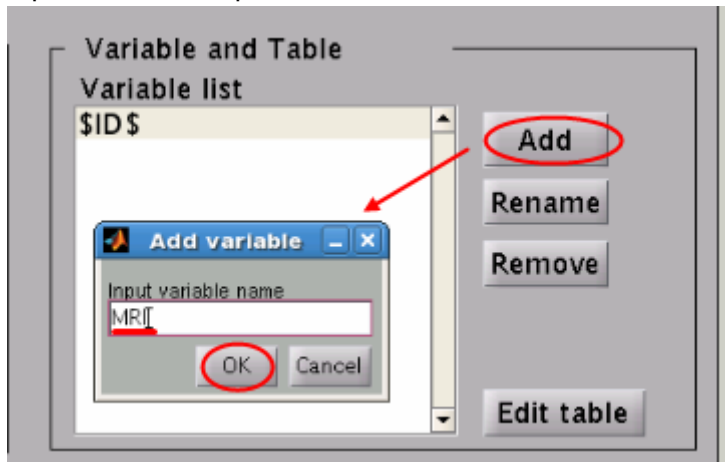 Variable and Table
Variable list
$ID$
Add
Rename
Remove
Add variable
Input variable name
MRI
OK Cancel
Edit table